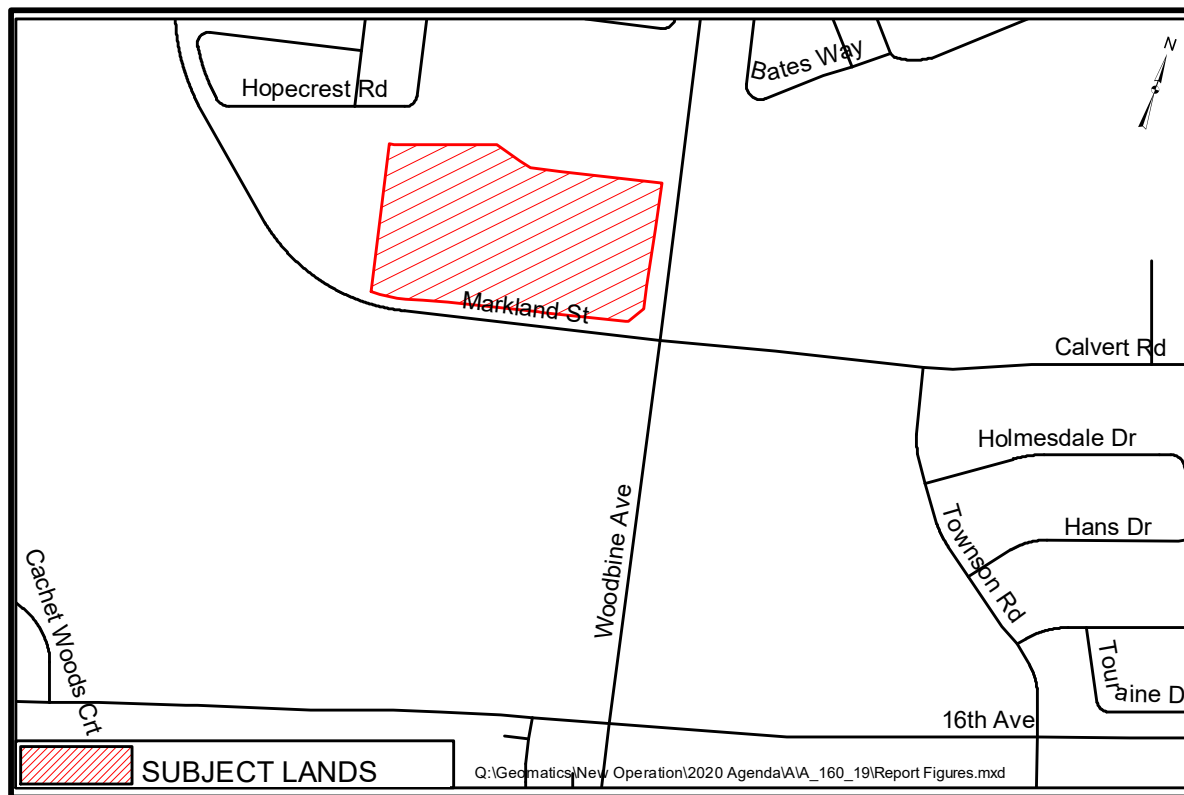 N
Bates Way
Hopecrest Rd
Markland St
Calvert Rd
Holmesdale Dr
Woodbine Ave
Townson Rd
Hans Dr
Cachet Woods Crt
Touraine D
16th Ave
SUBJECT LANDS
Q:\Geomatics\New Operation\2020 Agenda\A\A_160_19\Report Figures.mxd